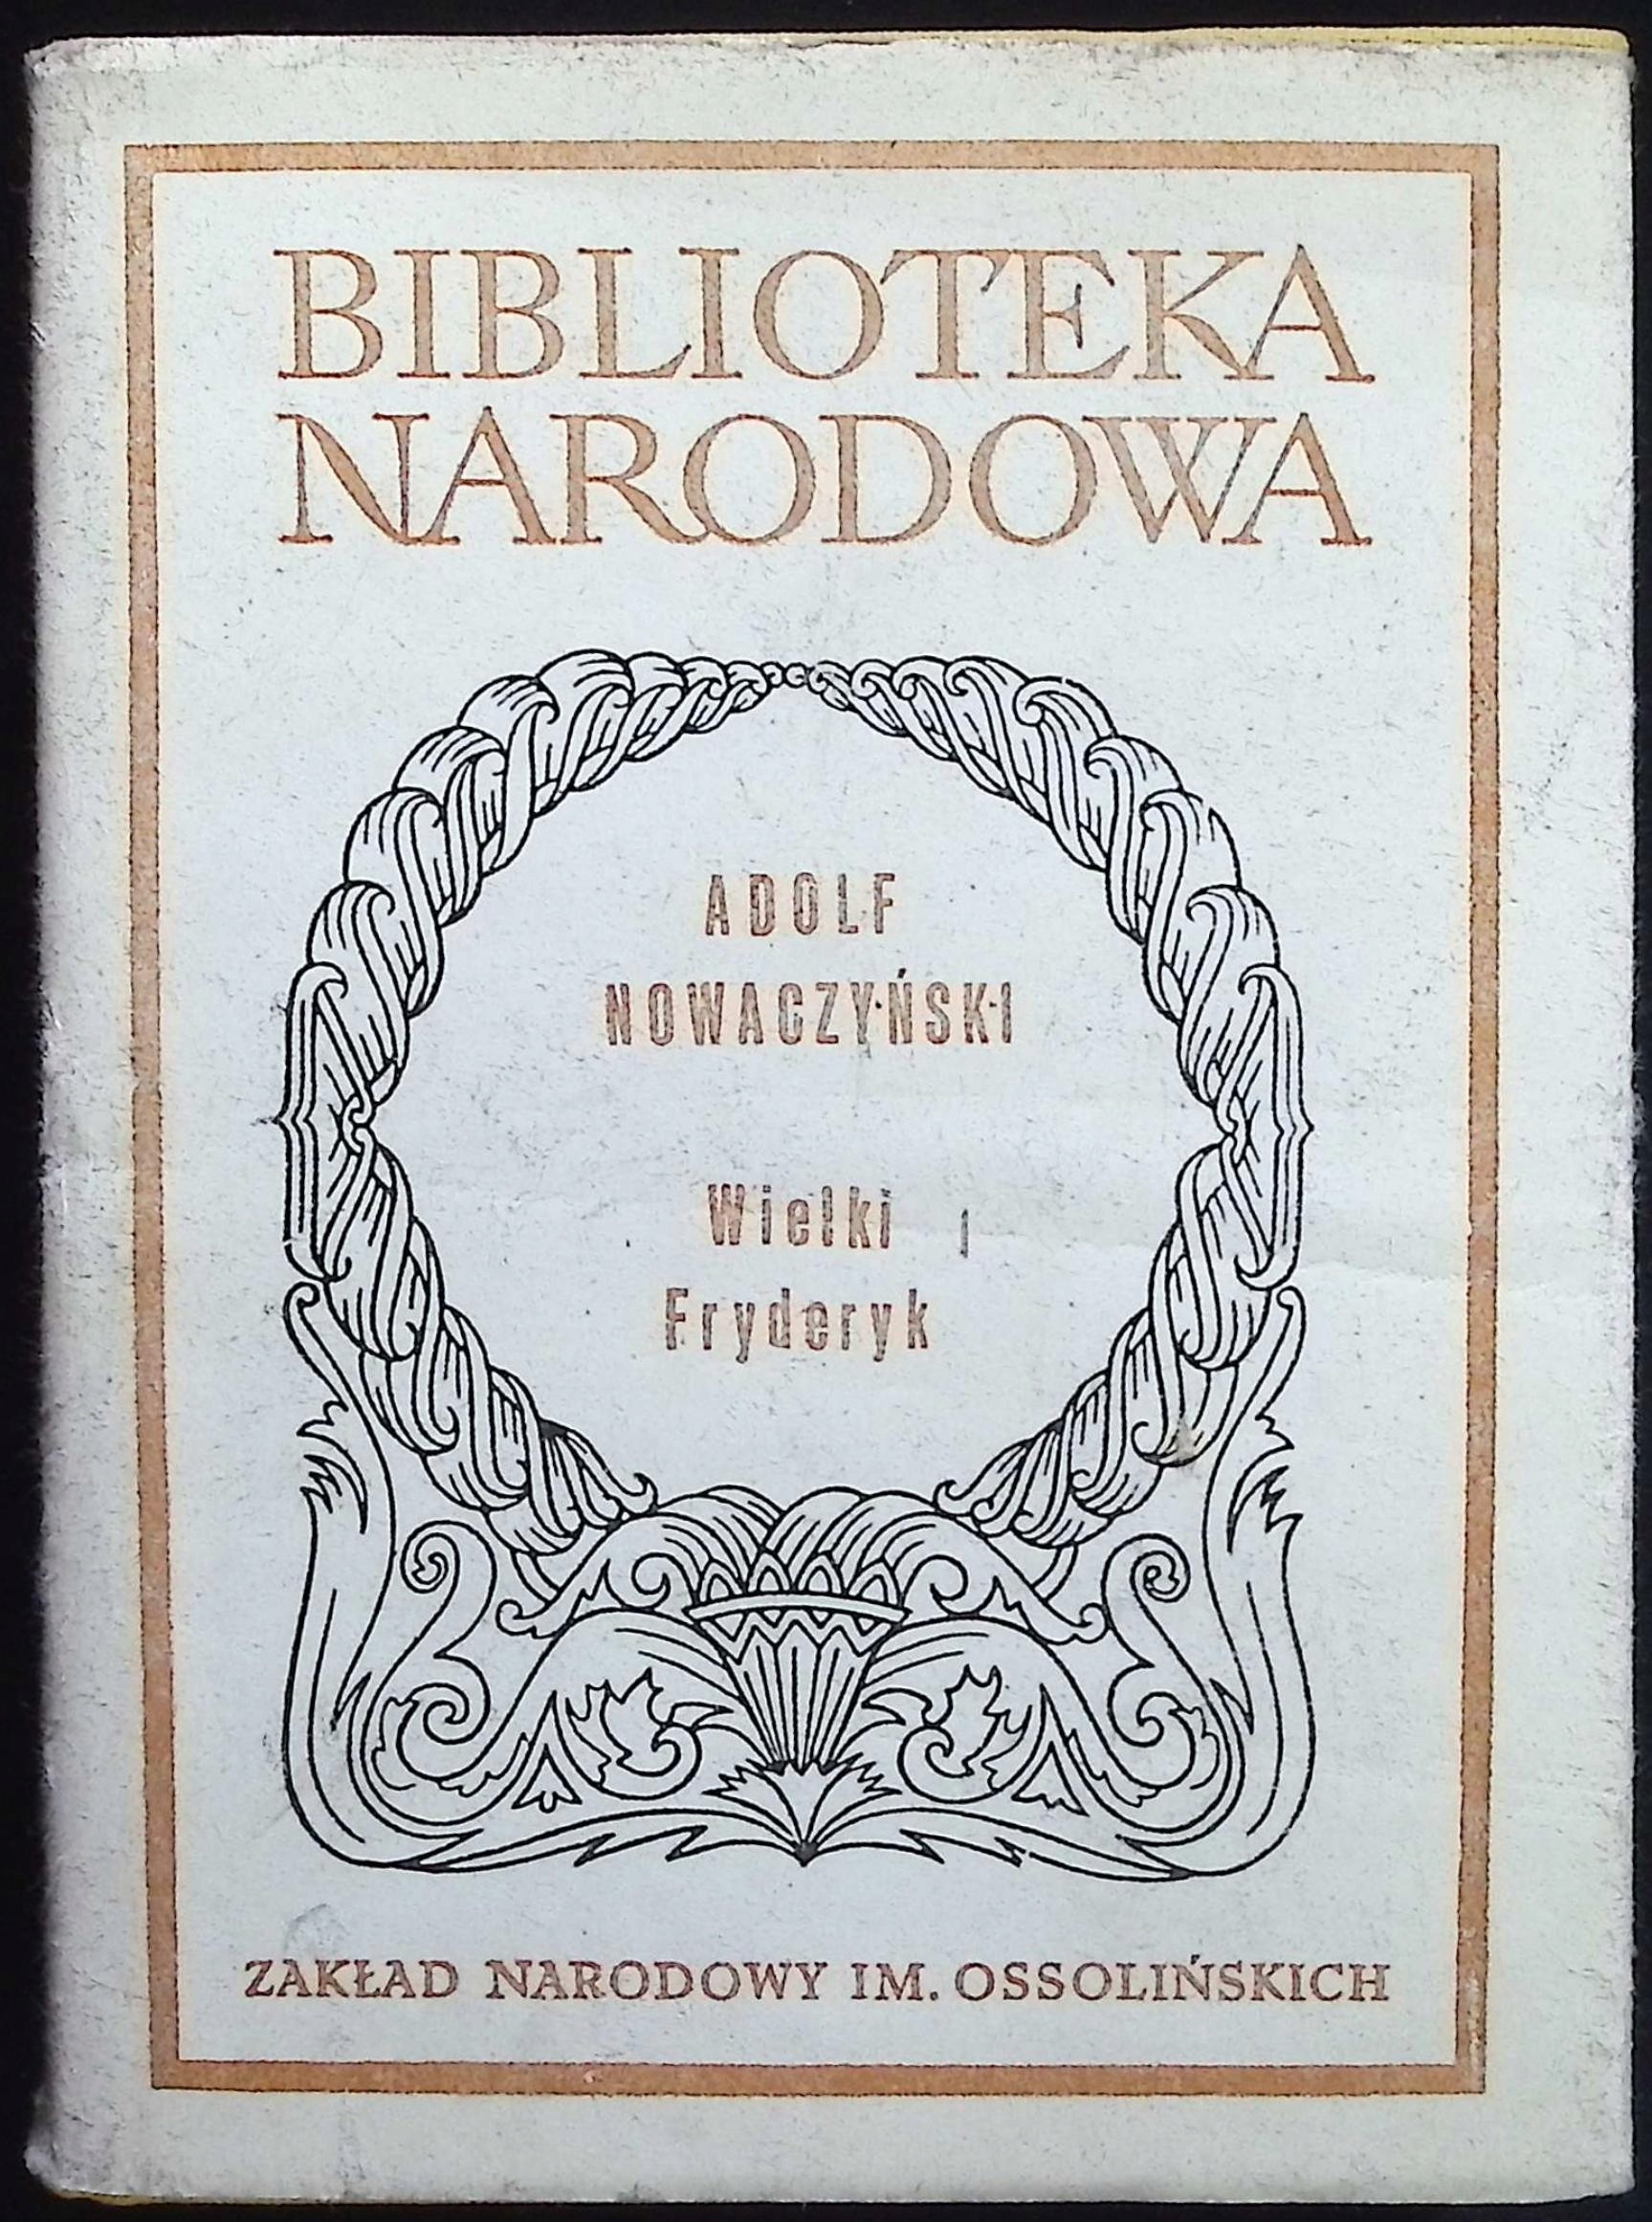 BIBLIOTEKA
NARODOWA
ADOLF
NOWACZYŃSKI
Wielki
Fryderyk
ZAKŁAD NARODOWY IM. OSSOLIŃSKICH